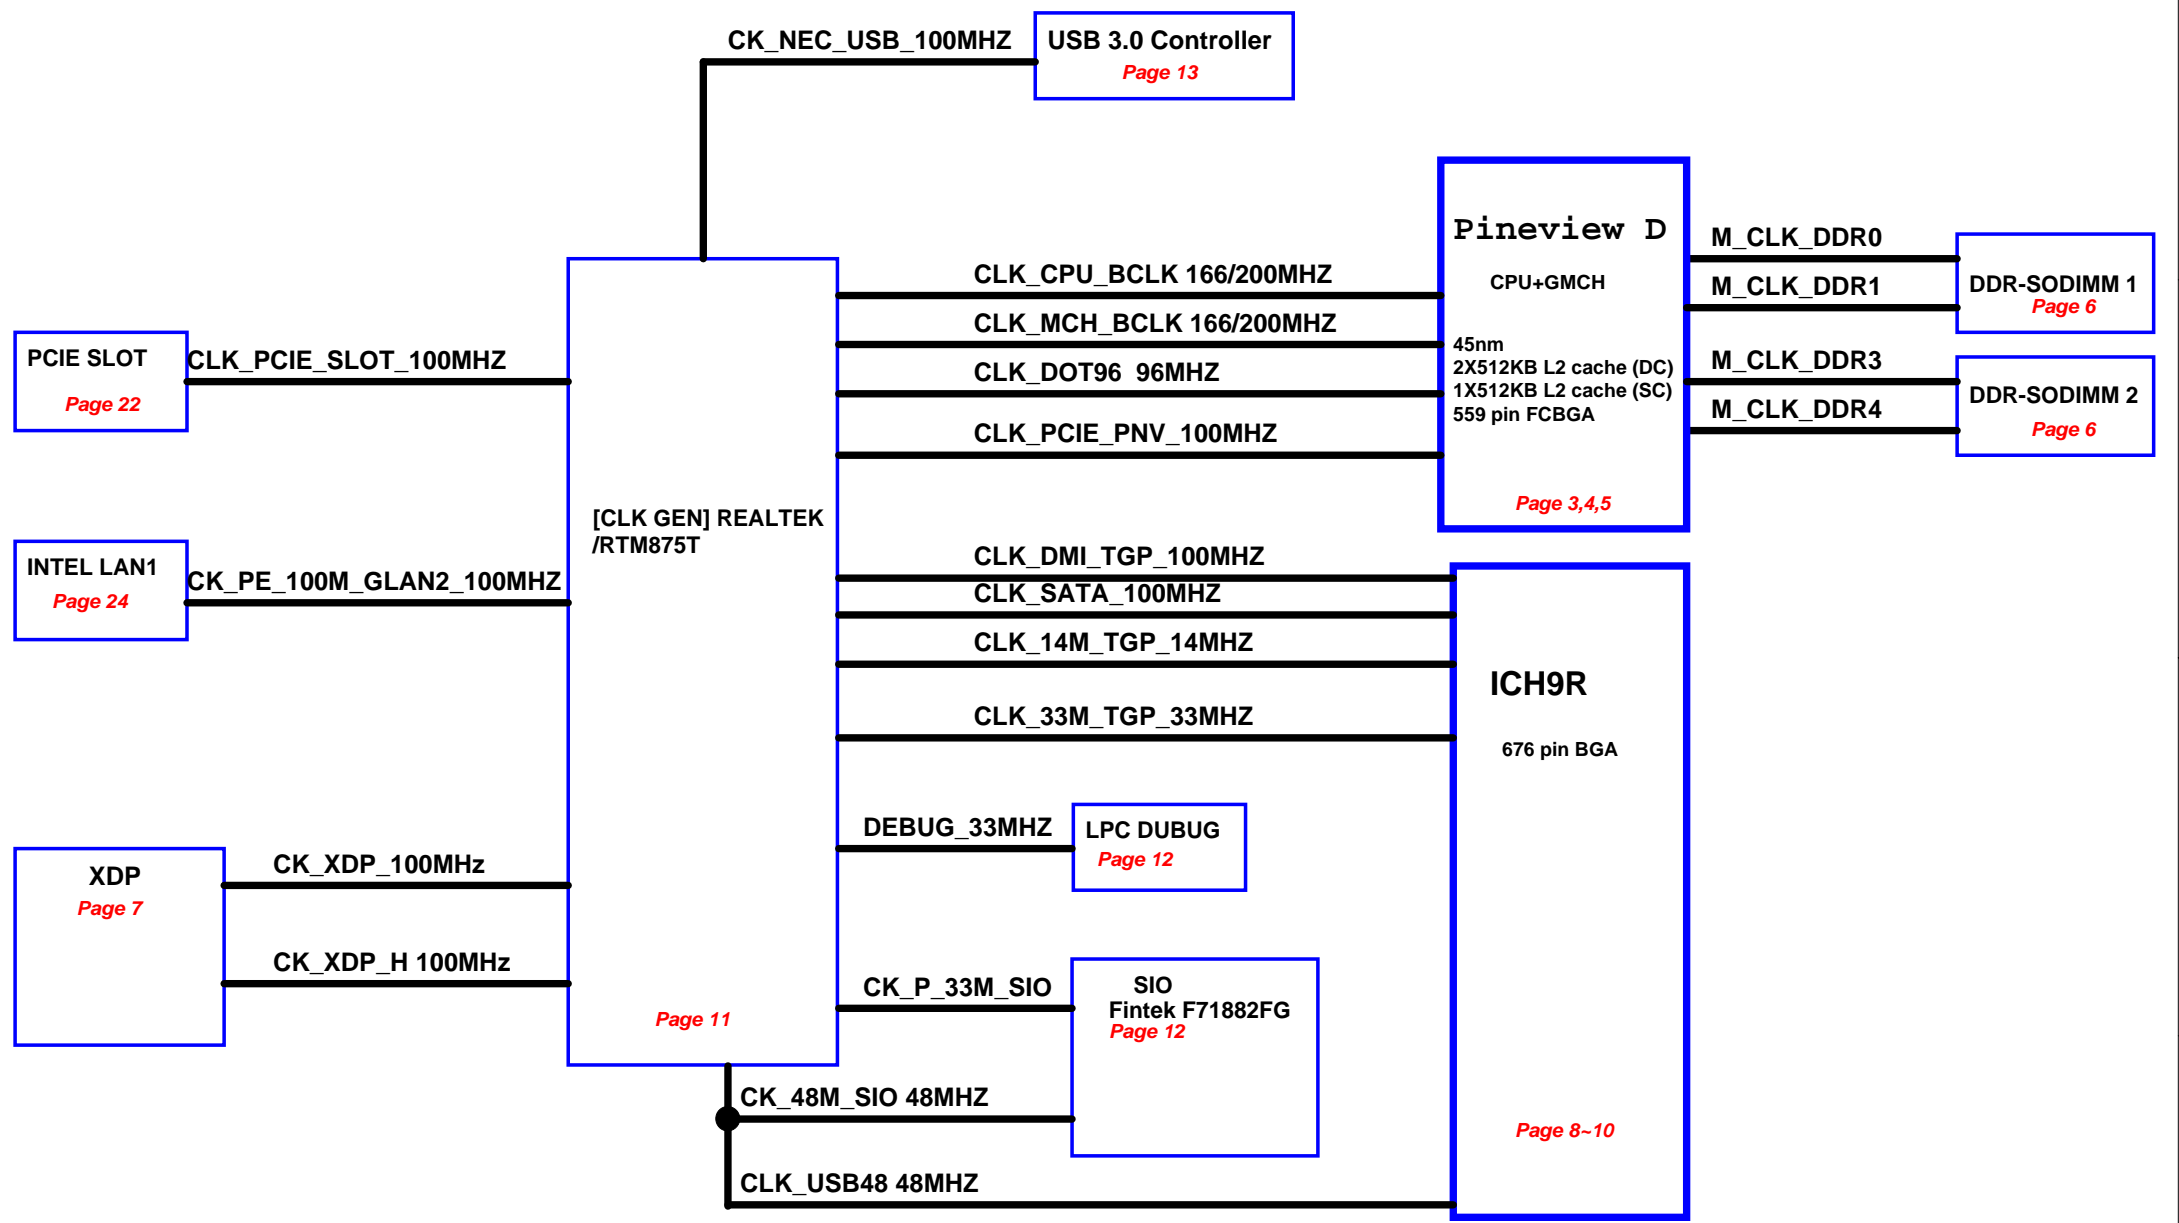 CK_NEC_USB_100MHZ
USB 3.0 Controller
Page 13
Pineview D
CPU+GMCH
45nm
2X512KB L2 cache (DC)
1X512KB L2 cache (SC)
559 pin FCBGA
Page 3,4,5
M_CLK_DDR0
M_CLK_DDR1
DDR-SODIMM 1
Page 6
M_CLK_DDR3
M_CLK_DDR4
DDR-SODIMM 2
Page 6
CLK_CPU_BCLK 166/200MHZ
CLK_MCH_BCLK 166/200MHZ
CLK_DOT96  96MHZ
CLK_PCIE_PNV_100MHZ
PCIE SLOT
Page 22
CLK_PCIE_SLOT_100MHZ
[CLK GEN] REALTEK
/RTM875T
Page 11
INTEL LAN1
Page 24
CK_PE_100M_GLAN2_100MHZ
CLK_DMI_TGP_100MHZ
CLK_SATA_100MHZ
CLK_14M_TGP_14MHZ
CLK_33M_TGP_33MHZ
ICH9R
676 pin BGA
Page 8~10
XDP
Page 7
CK_XDP_100MHz
CK_XDP_H 100MHz
DEBUG_33MHZ
LPC DUBUG
Page 12
CK_P_33M_SIO
SIO
Fintek F71882FG
Page 12
CK_48M_SIO 48MHZ
CLK_USB48 48MHZ